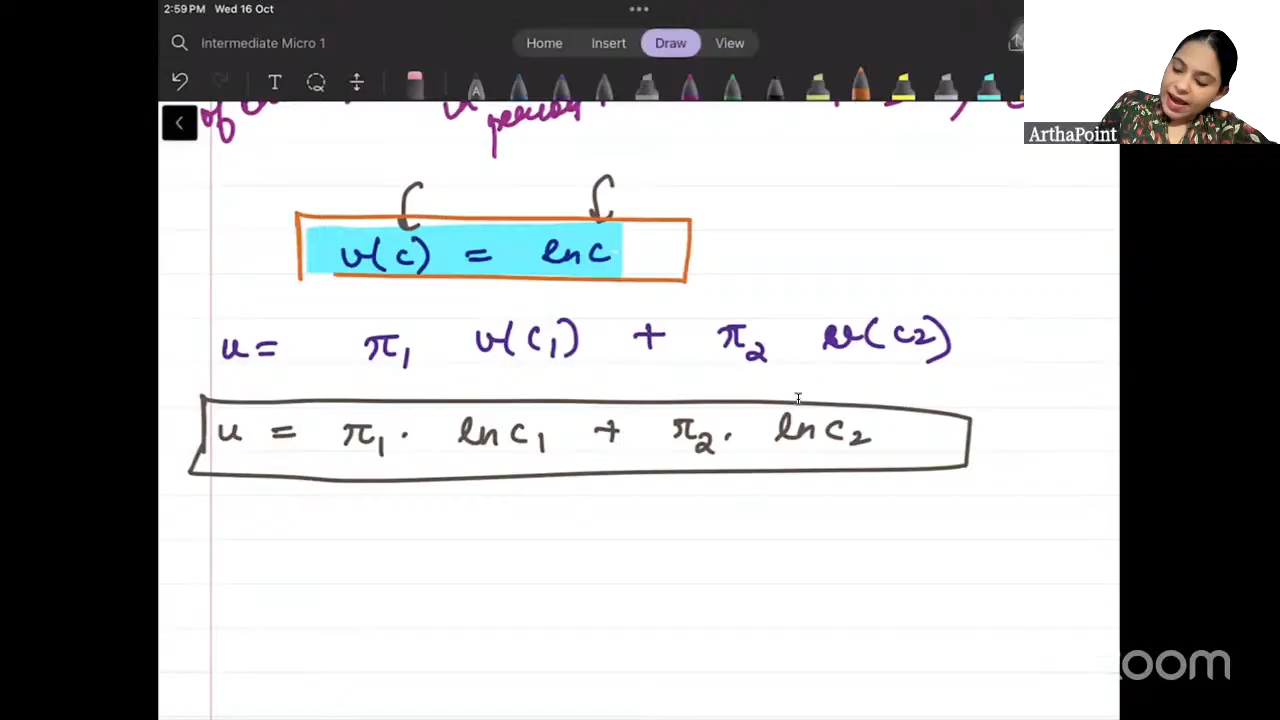 2:59 PM Wed 16 Oct
Intermediate Micro 1
Home Insert Draw View
T
A
ArthaPoint
of
v(c) = ln c
u = π₁ v(c₁) + π₂ v(c₂)
u = π₁ · ln c₁ + π₂ · ln c₂
zoom